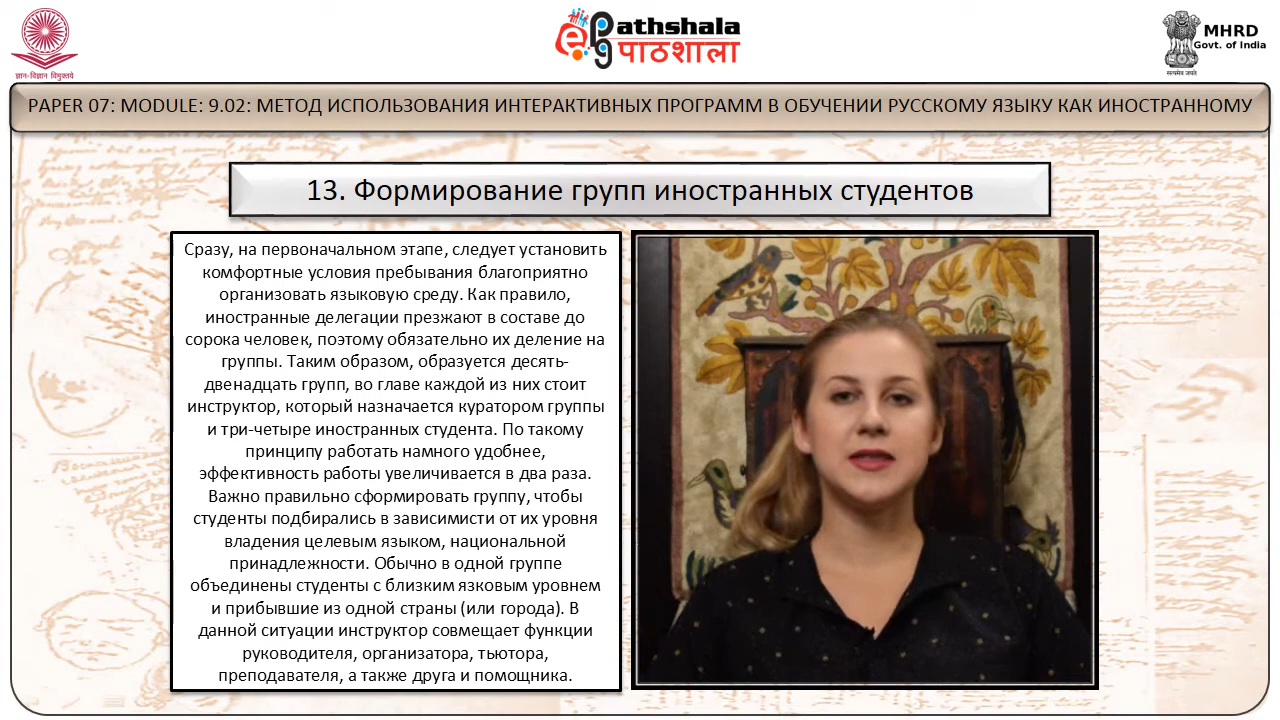 ज्ञान-विज्ञान विमुक्तये
ePg Pathshala
पाठशाला
MHRD
Govt. of India
सत्यमेव जयते
PAPER 07: MODULE: 9.02: МЕТОД ИСПОЛЬЗОВАНИЯ ИНТЕРАКТИВНЫХ ПРОГРАММ В ОБУЧЕНИИ РУССКОМУ ЯЗЫКУ КАК ИНОСТРАННОМУ
13. Формирование групп иностранных студентов
Сразу, на первоначальном этапе, следует установить
комфортные условия пребывания благоприятно
организовать языковую среду. Как правило,
иностранные делегации презжают в составе до
сорока человек, поэтому обязательно их деление на
группы. Таким образом, образуется десять-
двенадцать групп, во главе каждой из них стоит
инструктор, который назначается куратором группы
и три-четыре иностранных студента. По такому
принципу работать намного удобнее,
эффективность работы увеличивается в два раза.
Важно правильно сформировать группу, чтобы
студенты подбирались в зависимисти от их уровня
владения целевым языком, национальной
принадлежности. Обычно в одной группе
объединены студенты с близким язковым уровнем
и прибывшие из одной страны (или города). В
данной ситуации инструктор совмещает функции
руководителя, организатора, тьютора,
преподавателя, а также друга и помощника.